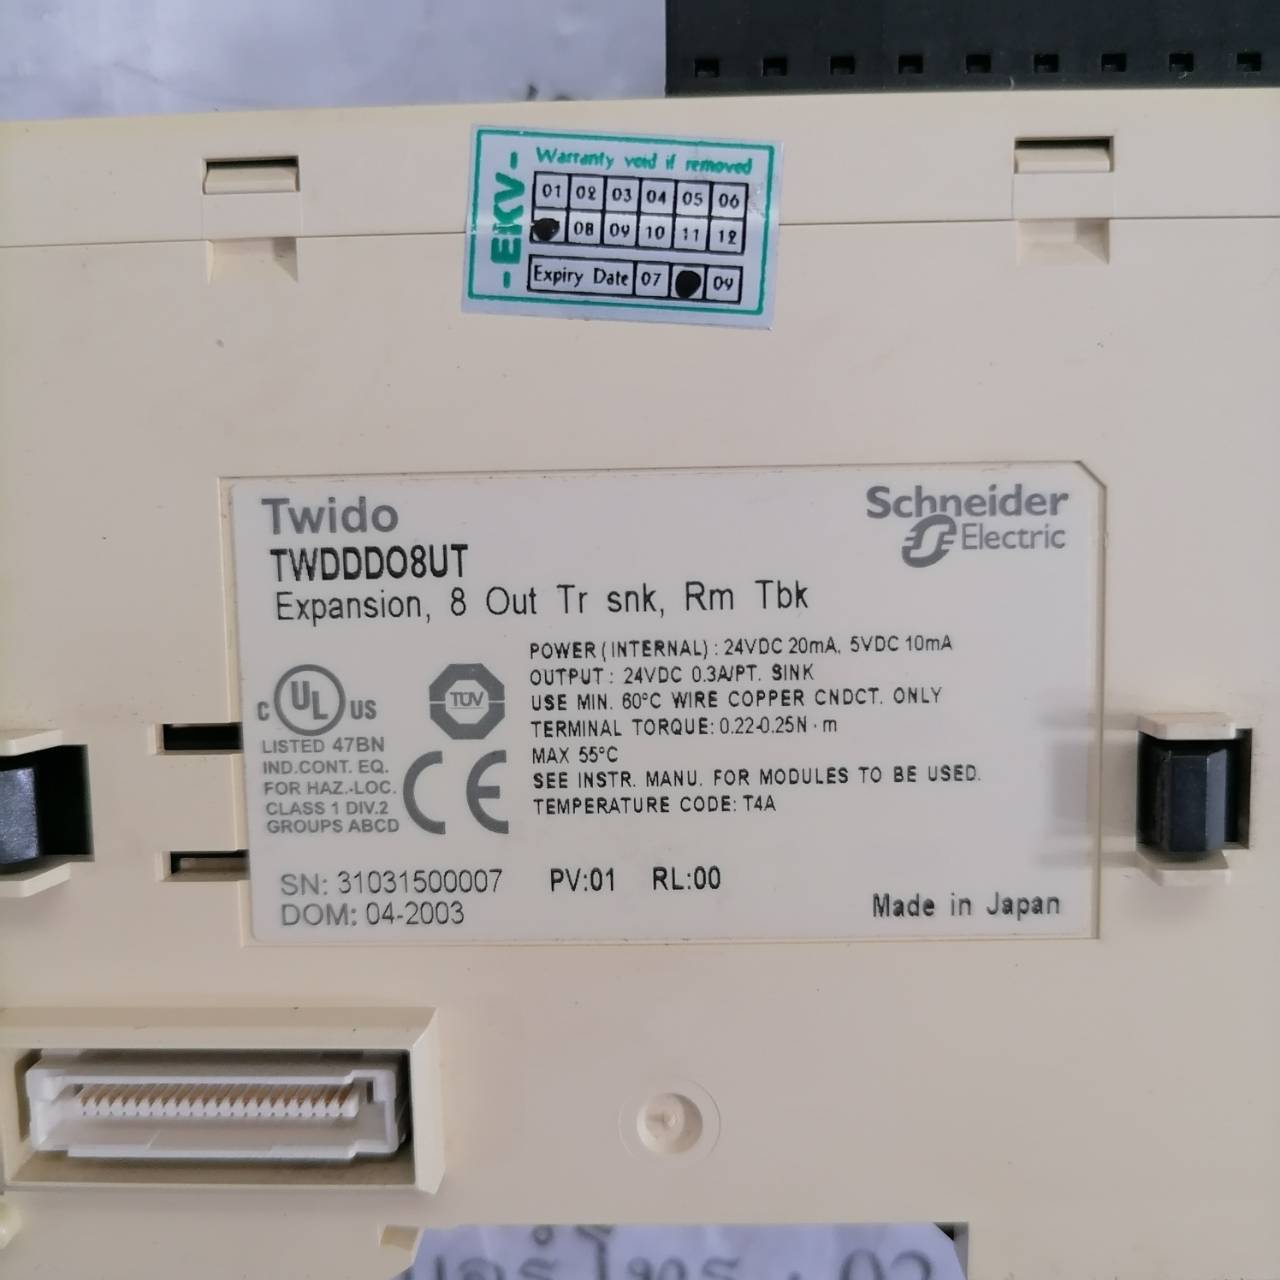 Warranty void if removed
-EKV-
01 02 03 04 05 06
08 09 10 11 12
Expiry Date 07 09
Twido
Schneider
Electric
TWDDDO8UT
Expansion, 8 Out Tr snk, Rm Tbk
POWER (INTERNAL) : 24VDC 20mA, 5VDC 10mA
OUTPUT : 24VDC 0.3A/PT. SINK
USE MIN. 60°C WIRE COPPER CNDCT. ONLY
TERMINAL TORQUE: 0.22-0.25N · m
MAX 55°C
SEE INSTR. MANU. FOR MODULES TO BE USED.
TEMPERATURE CODE: T4A
C UL US
TÜV
LISTED 47BN
IND.CONT. EQ.
FOR HAZ.-LOC.
CLASS 1 DIV.2
GROUPS ABCD
CE
SN: 31031500007 PV:01 RL:00
DOM: 04-2003
Made in Japan